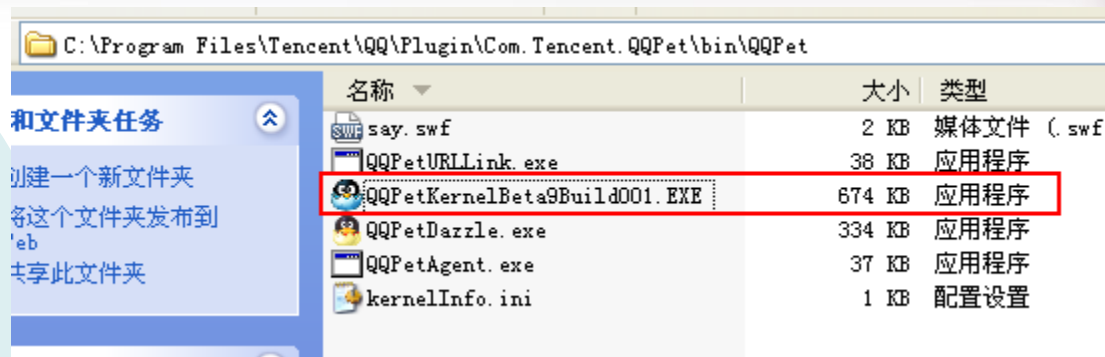 C:\Program Files\Tencent\QQ\Plugin\Com.Tencent.QQPet\bin\QQPet
名称 大小 类型
和文件夹任务
say.swf 2 KB 媒体文件 (.swf
创建一个新文件夹
QQPetURLLink.exe 38 KB 应用程序
QQPetKernelBeta9Build001.EXE 674 KB 应用程序
将这个文件夹发布到
eb
QQPetDazzle.exe 334 KB 应用程序
共享此文件夹
QQPetAgent.exe 37 KB 应用程序
kernelInfo.ini 1 KB 配置设置